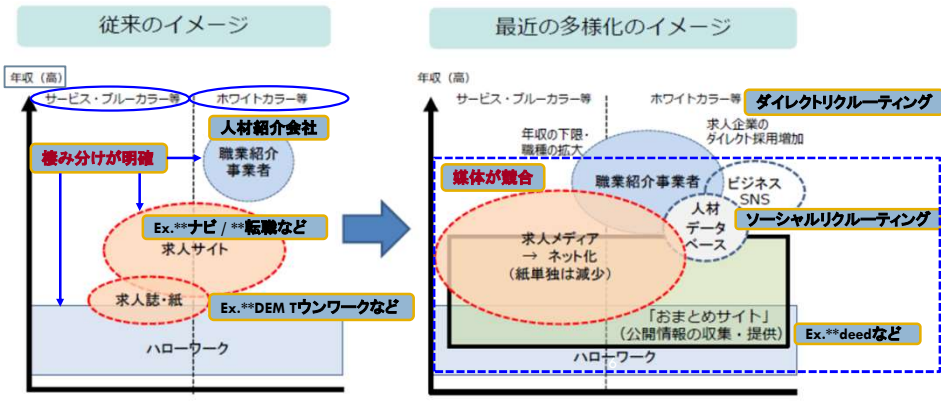 従来のイメージ
年収（高）
サービス・ブルーカラー等
ホワイトカラー等
人材紹介会社
棲み分けが明確
職業紹介
事業者
Ex.**ナビ / **転職など
求人サイト
求人誌・紙
Ex.**DEM Tウンワークなど
ハローワーク
最近の多様化のイメージ
年収（高）
サービス・ブルーカラー等
ホワイトカラー等
ダイレクトリクルーティング
年収の下限・
職種の拡大
求人企業の
ダイレクト採用増加
媒体が競合
職業紹介事業者
ビジネス
SNS
人材
データ
ベース
ソーシャルリクルーティング
求人メディア
→ ネット化
（紙単独は減少）
「おまとめサイト」
（公開情報の収集・提供）
Ex.**deedなど
ハローワーク